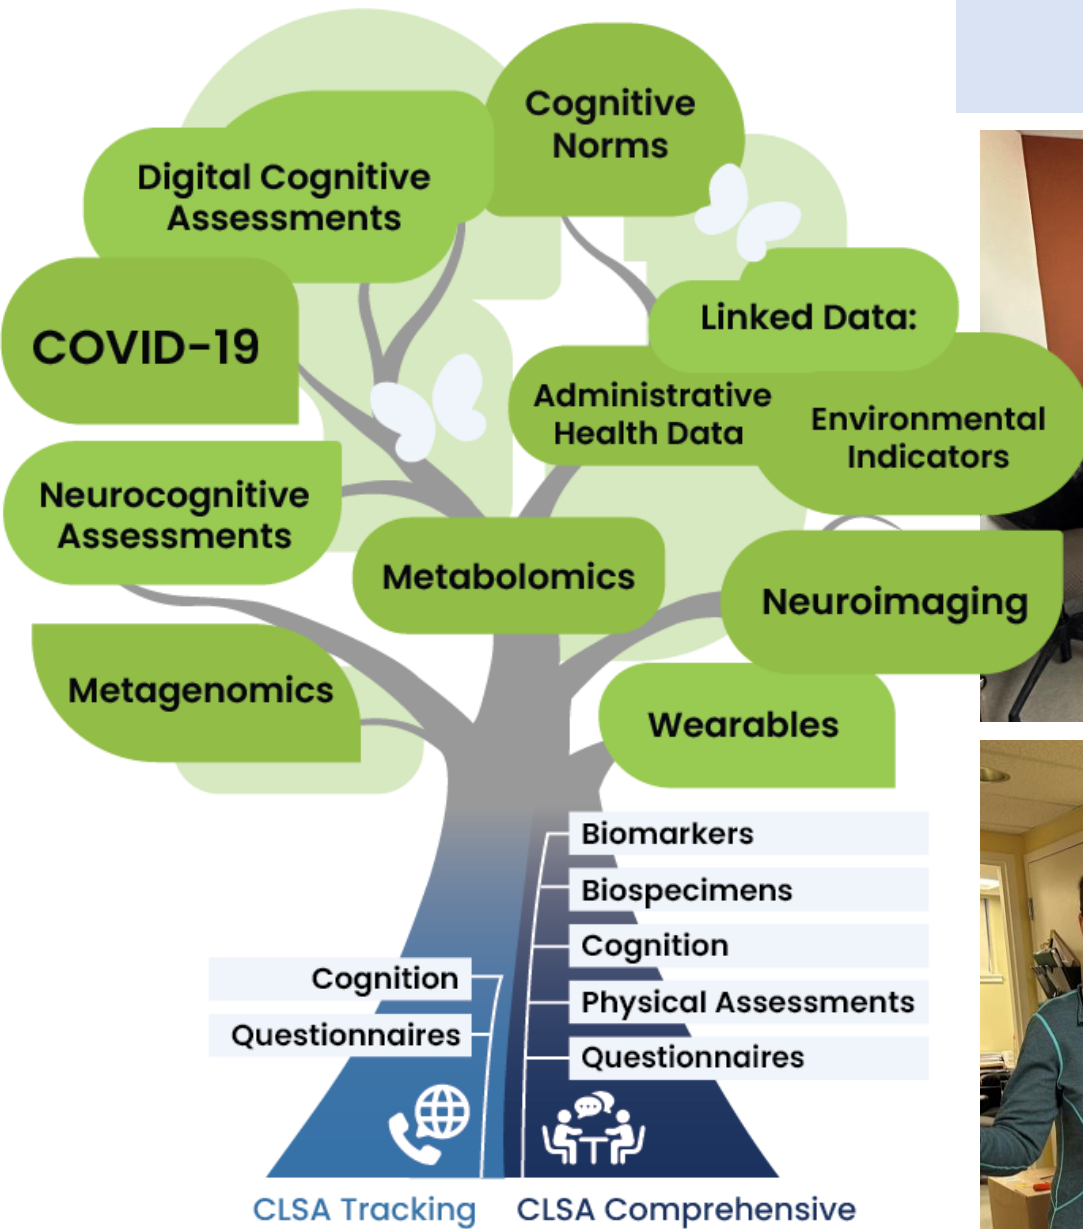 Cognitive
Norms
Digital Cognitive
Assessments
Linked Data:
COVID-19
Administrative
Health Data
Environmental
Indicators
Neurocognitive
Assessments
Metabolomics
Neuroimaging
Metagenomics
Wearables
Biomarkers
Biospecimens
Cognition
Physical Assessments
Questionnaires
Cognition
Questionnaires
CLSA Tracking
CLSA Comprehensive